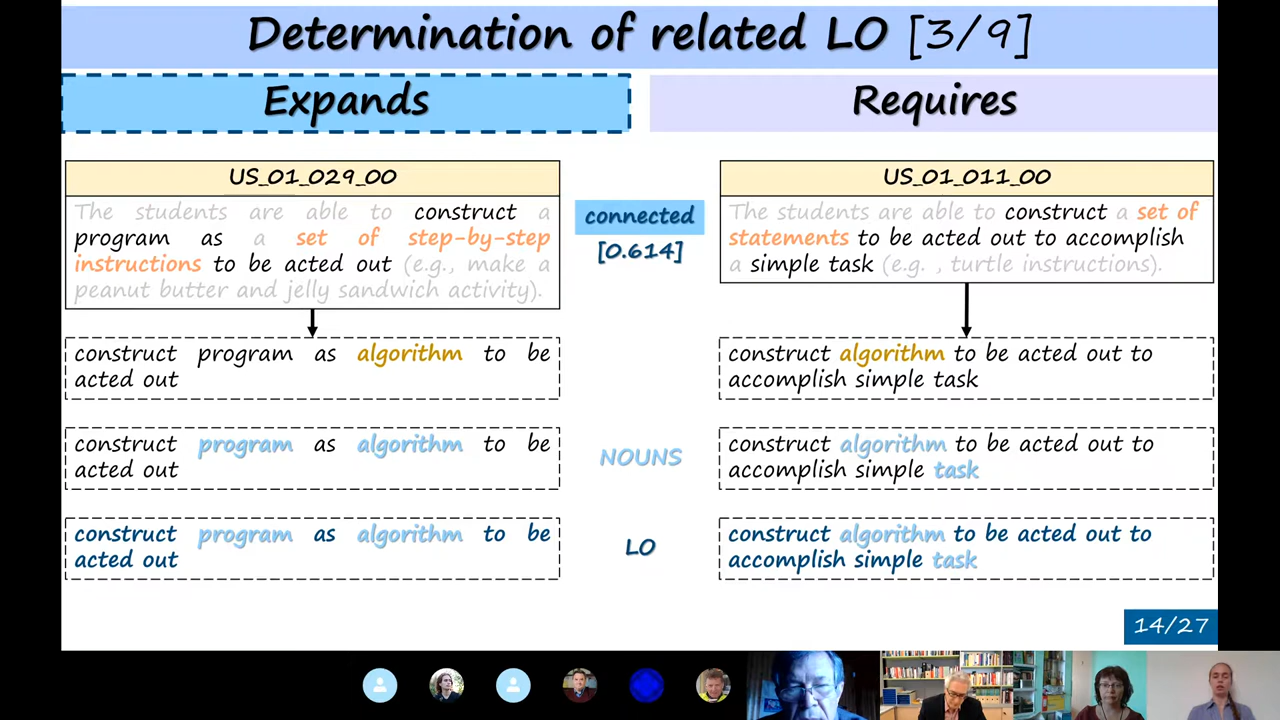 Determination of related LO [3/9]
Expands
Requires
US_01_029_00
The students are able to construct a
program as a set of step-by-step
instructions to be acted out (e.g., make a
peanut butter and jelly sandwich activity).
connected
[0.614]
US_01_011_00
The students are able to construct a set of
statements to be acted out to accomplish
a simple task (e.g. , turtle instructions).
construct program as algorithm to be
acted out
construct algorithm to be acted out to
accomplish simple task
construct program as algorithm to be
acted out
NOUNS
construct algorithm to be acted out to
accomplish simple task
construct program as algorithm to be
acted out
LO
construct algorithm to be acted out to
accomplish simple task
14/27